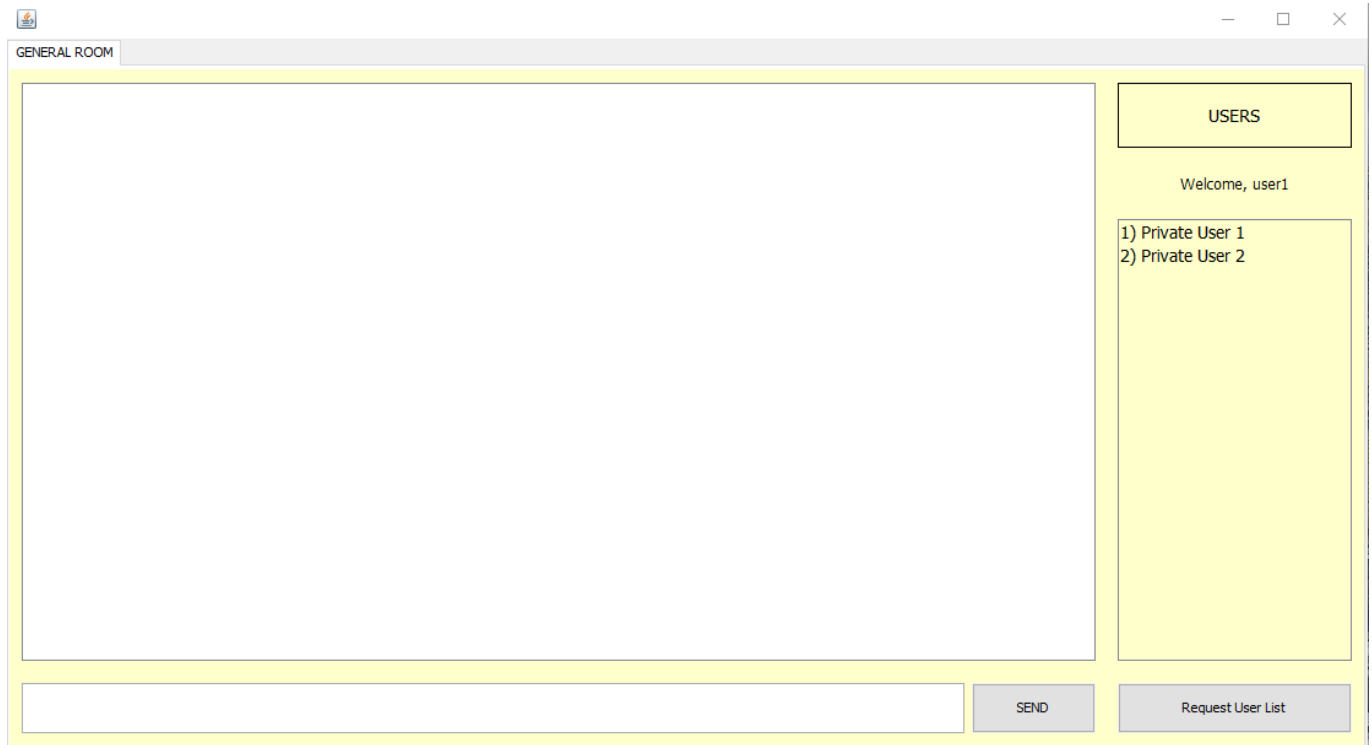 GENERAL ROOM
USERS
Welcome, user1
1) Private User 1
2) Private User 2
SEND
Request User List